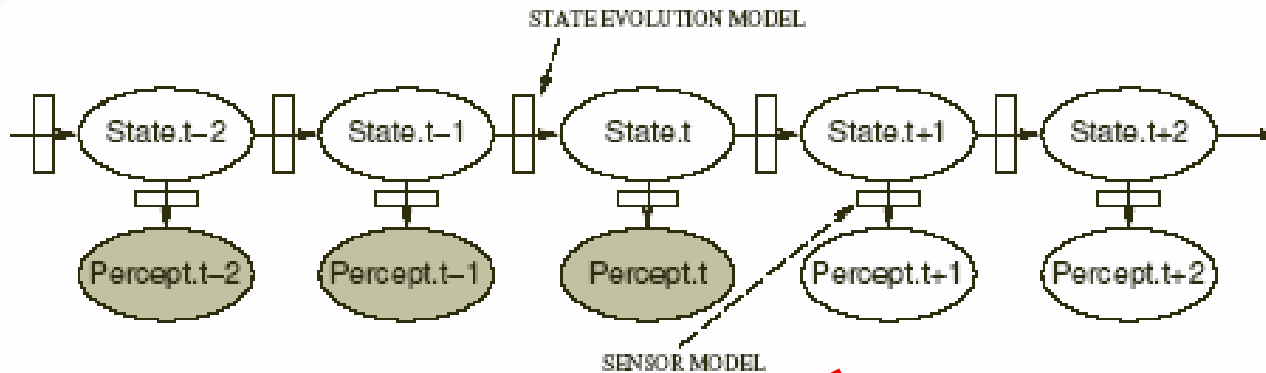 STATE EVOLUTION MODEL
State.t−2 State.t−1 State.t State.t+1 State.t+2
Percept.t−2 Percept.t−1 Percept.t Percept.t+1 Percept.t+2
SENSOR MODEL